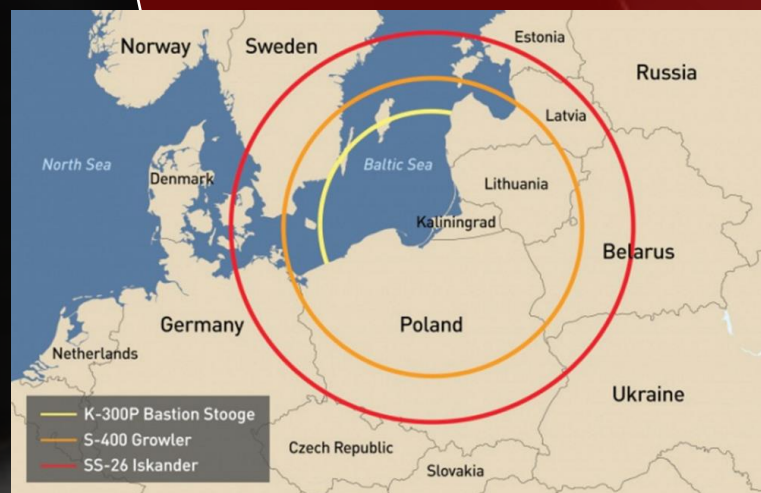 Norway
Sweden
Estonia
Russia
Latvia
North Sea
Baltic Sea
Denmark
Lithuania
Kaliningrad
Belarus
Germany
Poland
Netherlands
Ukraine
Czech Republic
Slovakia
K-300P Bastion Stooge
S-400 Growler
SS-26 Iskander